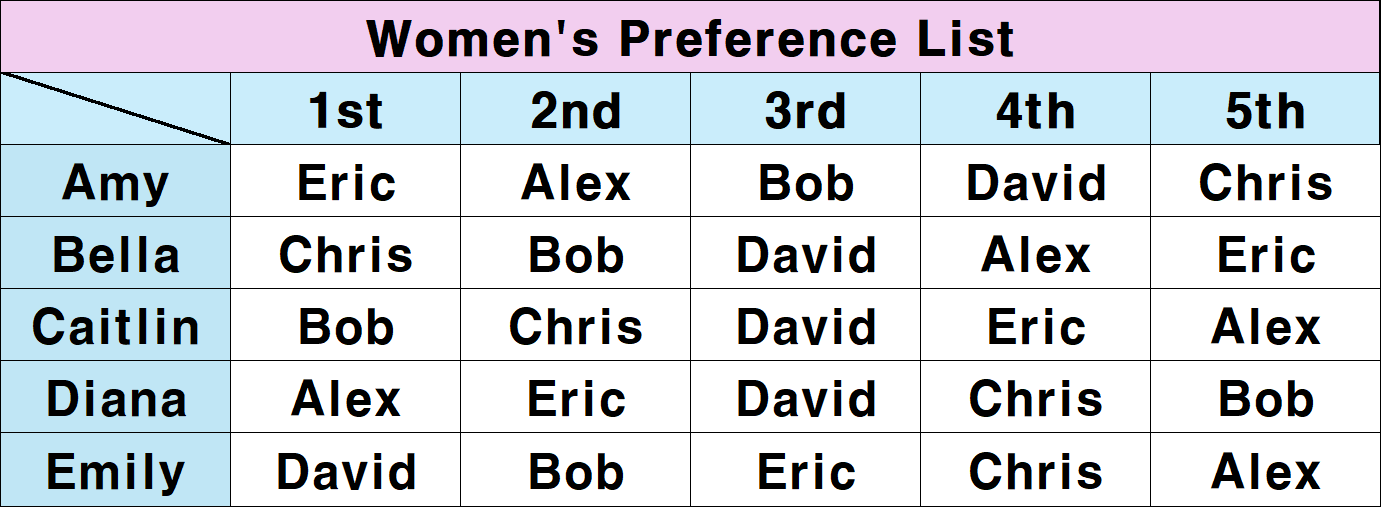 Women's Preference List
1st 2nd 3rd 4th 5th
Amy Eric Alex Bob David Chris
Bella Chris Bob David Alex Eric
Caitlin Bob Chris David Eric Alex
Diana Alex Eric David Chris Bob
Emily David Bob Eric Chris Alex